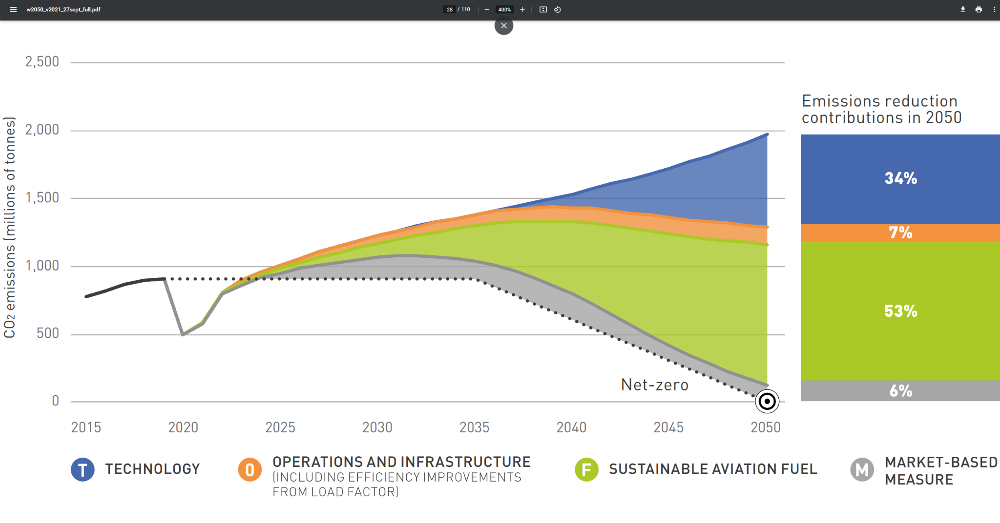 w2050_v2021_27sept_full.pdf
28 / 110
400%
2,500
2,000
1,500
1,000
500
0
CO2 emissions (millions of tonnes)
Net-zero
2015 2020 2025 2030 2035 2040 2045 2050
Emissions reduction
contributions in 2050
34%
7%
53%
6%
T TECHNOLOGY
O OPERATIONS AND INFRASTRUCTURE
(INCLUDING EFFICIENCY IMPROVEMENTS
FROM LOAD FACTOR)
F SUSTAINABLE AVIATION FUEL
M MARKET-BASED
MEASURE